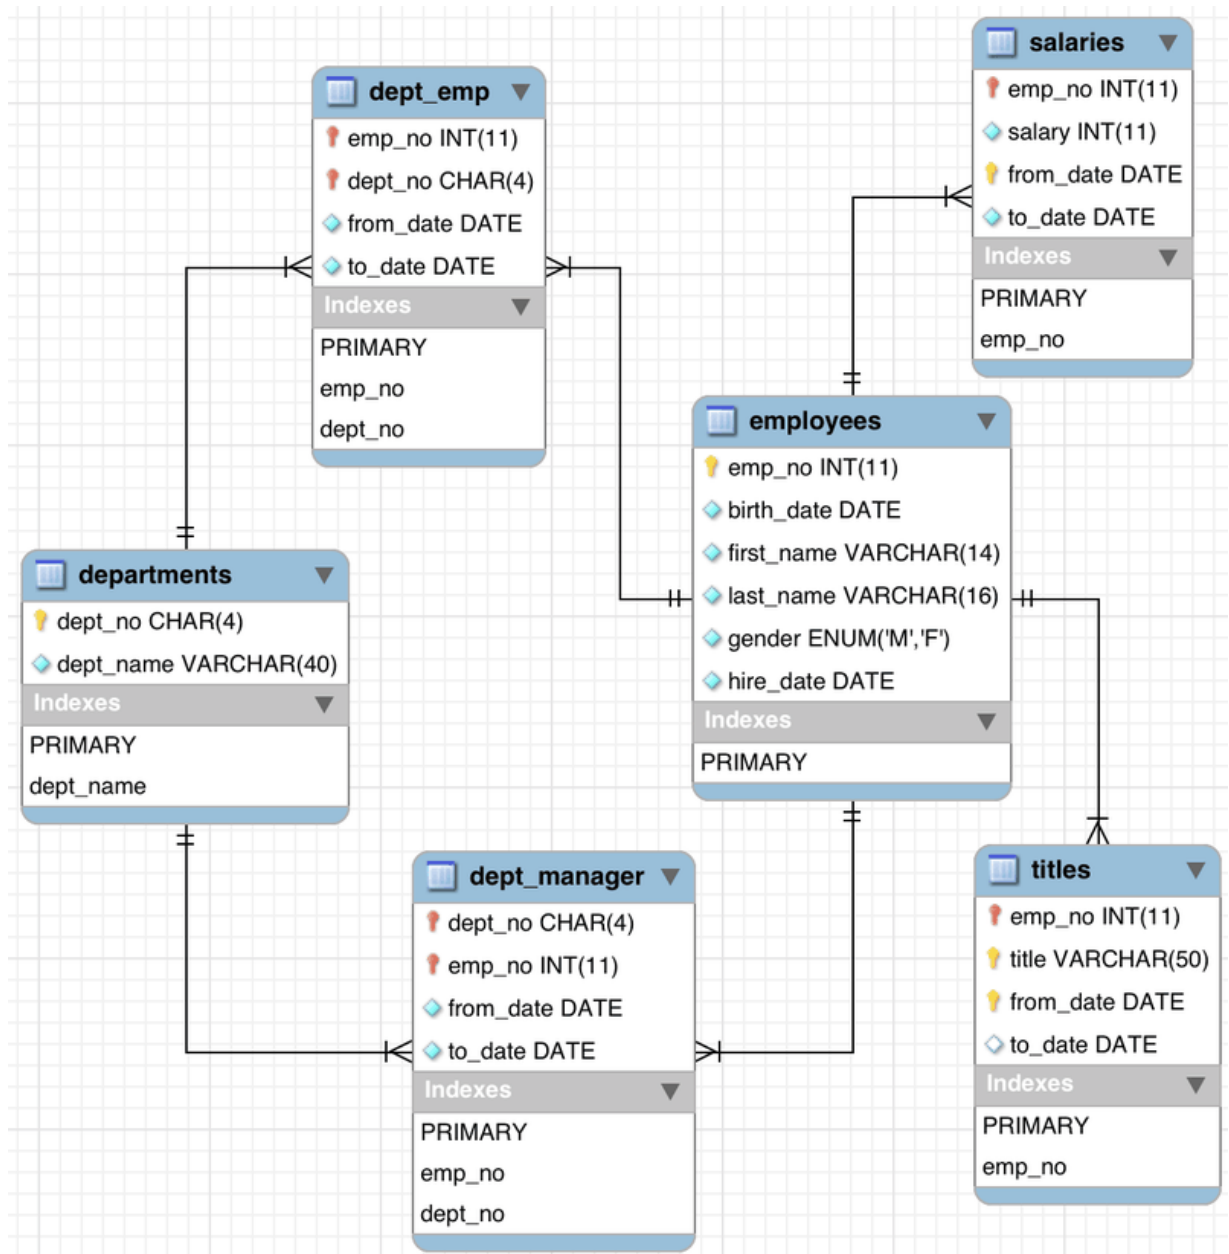 dept_emp
emp_no INT(11)
dept_no CHAR(4)
from_date DATE
to_date DATE
Indexes
PRIMARY
emp_no
dept_no
salaries
emp_no INT(11)
salary INT(11)
from_date DATE
to_date DATE
Indexes
PRIMARY
emp_no
employees
emp_no INT(11)
birth_date DATE
first_name VARCHAR(14)
last_name VARCHAR(16)
gender ENUM('M','F')
hire_date DATE
Indexes
PRIMARY
departments
dept_no CHAR(4)
dept_name VARCHAR(40)
Indexes
PRIMARY
dept_name
dept_manager
dept_no CHAR(4)
emp_no INT(11)
from_date DATE
to_date DATE
Indexes
PRIMARY
emp_no
dept_no
titles
emp_no INT(11)
title VARCHAR(50)
from_date DATE
to_date DATE
Indexes
PRIMARY
emp_no